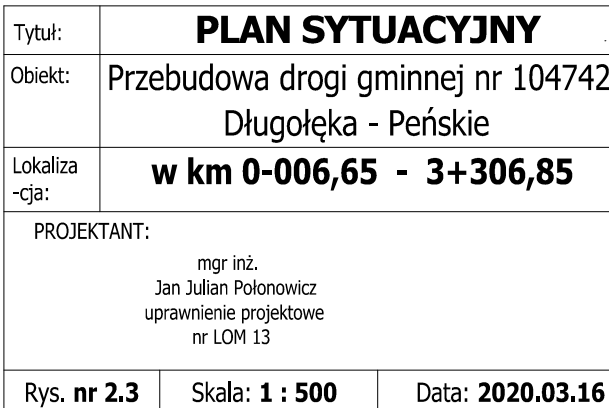 Tytuł: PLAN SYTUACYJNY
Obiekt: Przebudowa drogi gminnej nr 104742
Długołęka - Peńskie
Lokaliza
-cja: w km 0-006,65 - 3+306,85
PROJEKTANT:
mgr inż.
Jan Julian Połonowicz
uprawnienie projektowe
nr LOM 13
Rys. nr 2.3 Skala: 1 : 500 Data: 2020.03.16